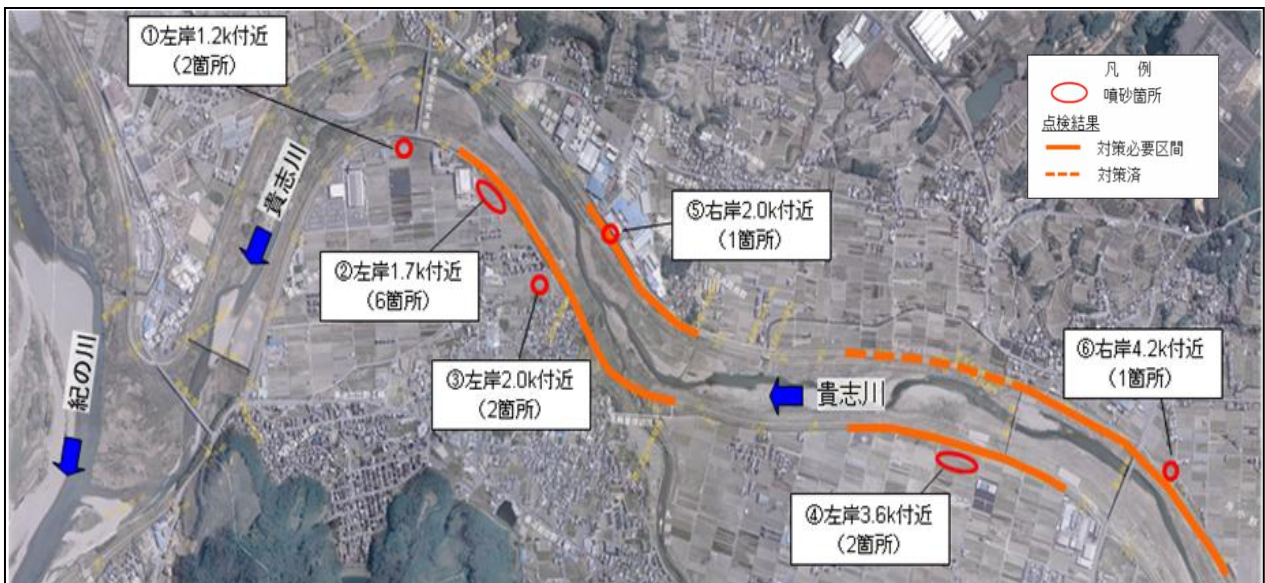 ①左岸1.2k付近
(2箇所)
凡 例
噴砂箇所
点検結果
対策必要区間
対策済
貴志川
⑤右岸2.0k付近
(1箇所)
②左岸1.7k付近
(6箇所)
紀の川
③左岸2.0k付近
(2箇所)
貴志川
⑥右岸4.2k付近
(1箇所)
④左岸3.6k付近
(2箇所)